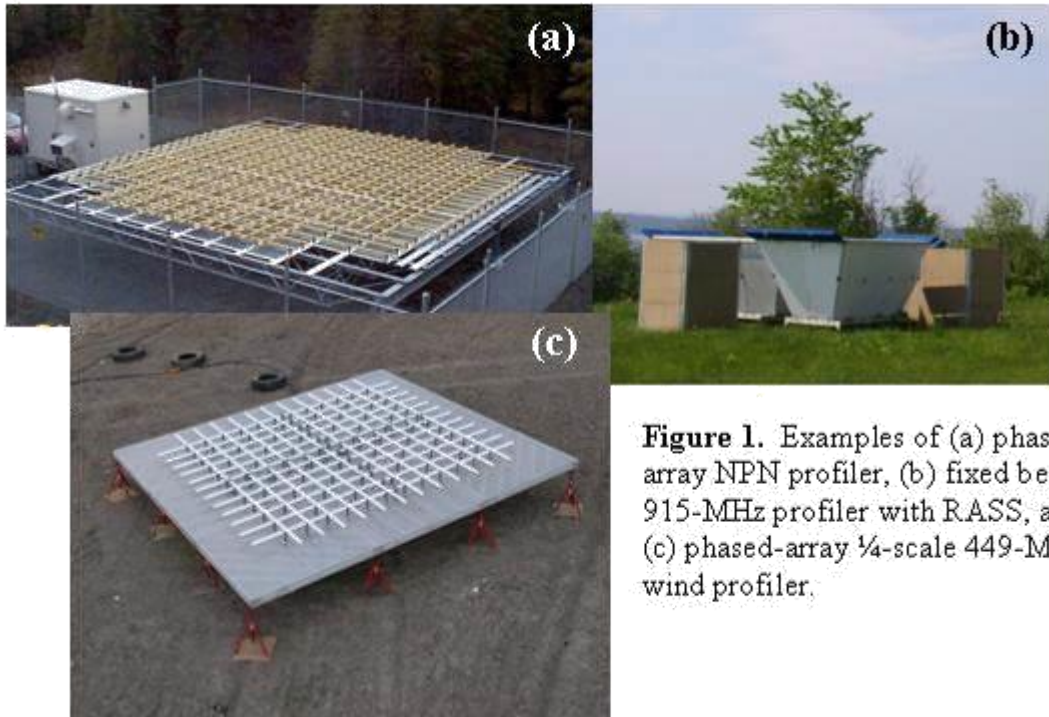 (a)
(b)
(c)
Figure 1. Examples of (a) phas
array NPN profiler, (b) fixed be
915-MHz profiler with RASS, a
(c) phased-array ¼-scale 449-M
wind profiler.